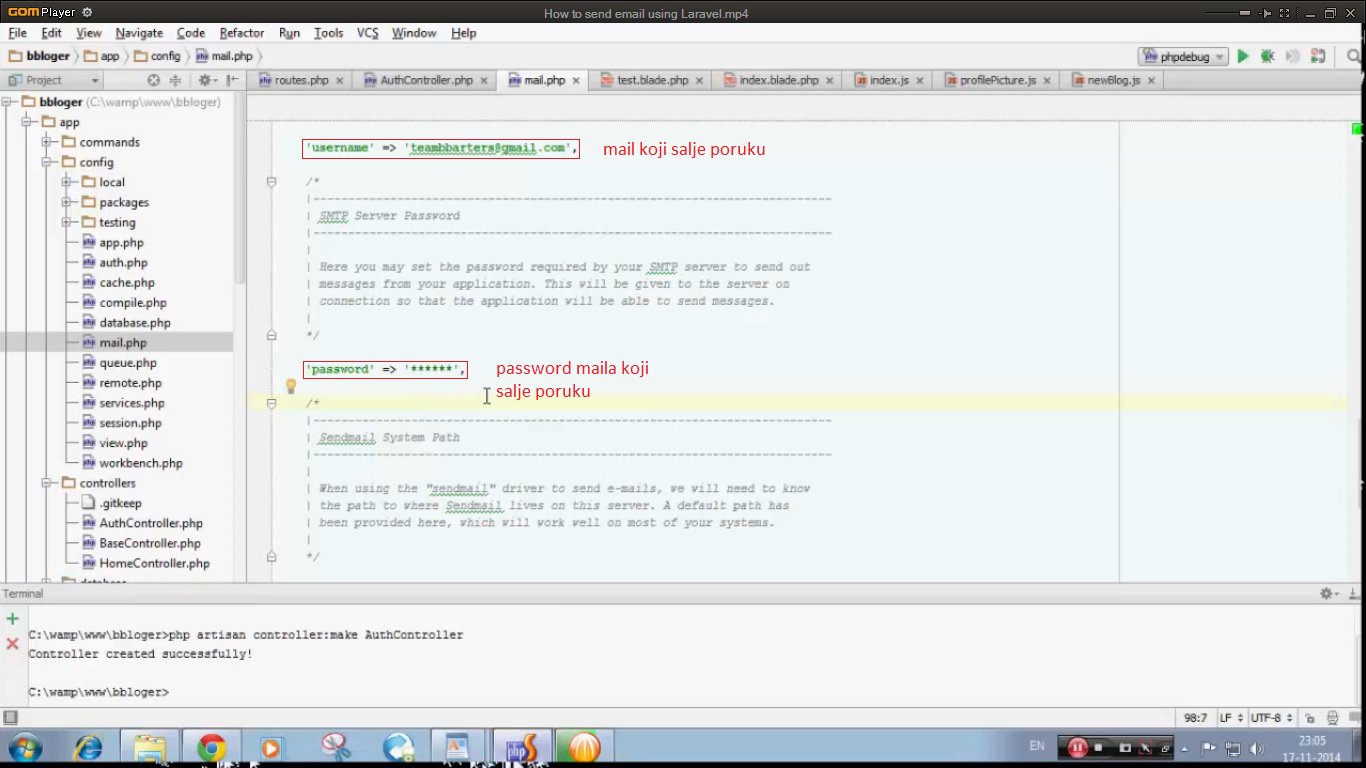 GOM Player
How to send email using Laravel.mp4
File Edit View Navigate Code Refactor Run Tools VCS Window Help
bbloger app config mail.php
phpdebug
Project
routes.php AuthController.php mail.php test.blade.php index.blade.php index.js profilePicture.js newBlog.js
bbloger (C:\wamp\www\bbloger)
app
commands
config
local
packages
testing
app.php
auth.php
cache.php
compile.php
database.php
mail.php
queue.php
remote.php
services.php
session.php
view.php
workbench.php
controllers
.gitkeep
AuthController.php
BaseController.php
HomeController.php
database
'username' => 'teambbarters@gmail.com',
mail koji salje poruku
/*
|--------------------------------------------------------------------------
| SMTP Server Password
|--------------------------------------------------------------------------
|
| Here you may set the password required by your SMTP server to send out
| messages from your application. This will be given to the server on
| connection so that the application will be able to send messages.
|
*/
'password' => '******',
password maila koji
salje poruku
/*
|--------------------------------------------------------------------------
| Sendmail System Path
|--------------------------------------------------------------------------
|
| When using the "sendmail" driver to send e-mails, we will need to know
| the path to where Sendmail lives on this server. A default path has
| been provided here, which will work well on most of your systems.
|
*/
Terminal
C:\wamp\www\bbloger>php artisan controller:make AuthController
Controller created successfully!
C:\wamp\www\bbloger>
98:7 LF UTF-8
EN
23:05
17-11-2014